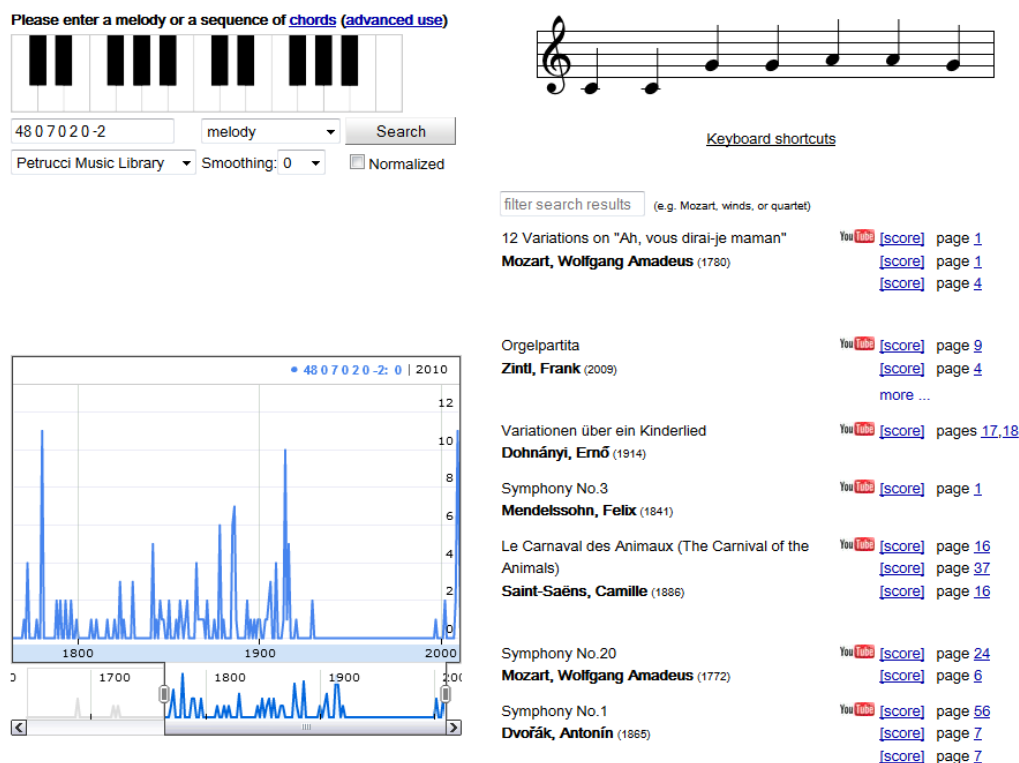 Please enter a melody or a sequence of chords (advanced use)
48 0 7 0 2 0 -2
melody
Search
Petrucci Music Library
Smoothing: 0
Normalized
Keyboard shortcuts
filter search results
(e.g. Mozart, winds, or quartet)
12 Variations on "Ah, vous dirai-je maman"
YouTube [score] page 1
Mozart, Wolfgang Amadeus (1780)
[score] page 1
[score] page 4
Orgelpartita
YouTube [score] page 9
Zintl, Frank (2009)
[score] page 4
more ...
Variationen über ein Kinderlied
YouTube [score] pages 17,18
Dohnányi, Ernő (1914)
Symphony No.3
YouTube [score] page 1
Mendelssohn, Felix (1841)
Le Carnaval des Animaux (The Carnival of the
YouTube [score] page 16
Animals)
[score] page 37
Saint-Saëns, Camille (1886)
[score] page 16
Symphony No.20
YouTube [score] page 24
Mozart, Wolfgang Amadeus (1772)
[score] page 6
Symphony No.1
YouTube [score] page 56
Dvořák, Antonín (1865)
[score] page 7
[score] page 7
48 0 7 0 2 0 -2: 0 | 2010
12
10
8
6
4
2
0
1800 1900 2000
1700 1800 1900